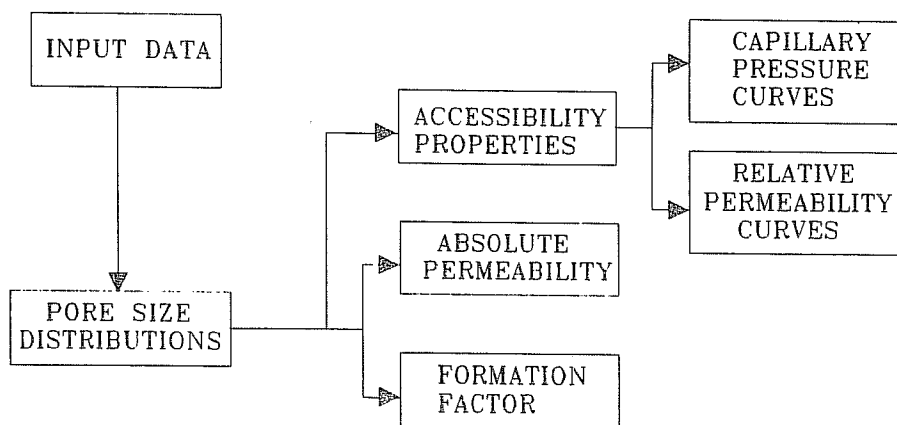 INPUT DATA
CAPILLARY
PRESSURE
CURVES
ACCESSIBILITY
PROPERTIES
RELATIVE
PERMEABILITY
CURVES
ABSOLUTE
PERMEABILITY
PORE SIZE
DISTRIBUTIONS
FORMATION
FACTOR